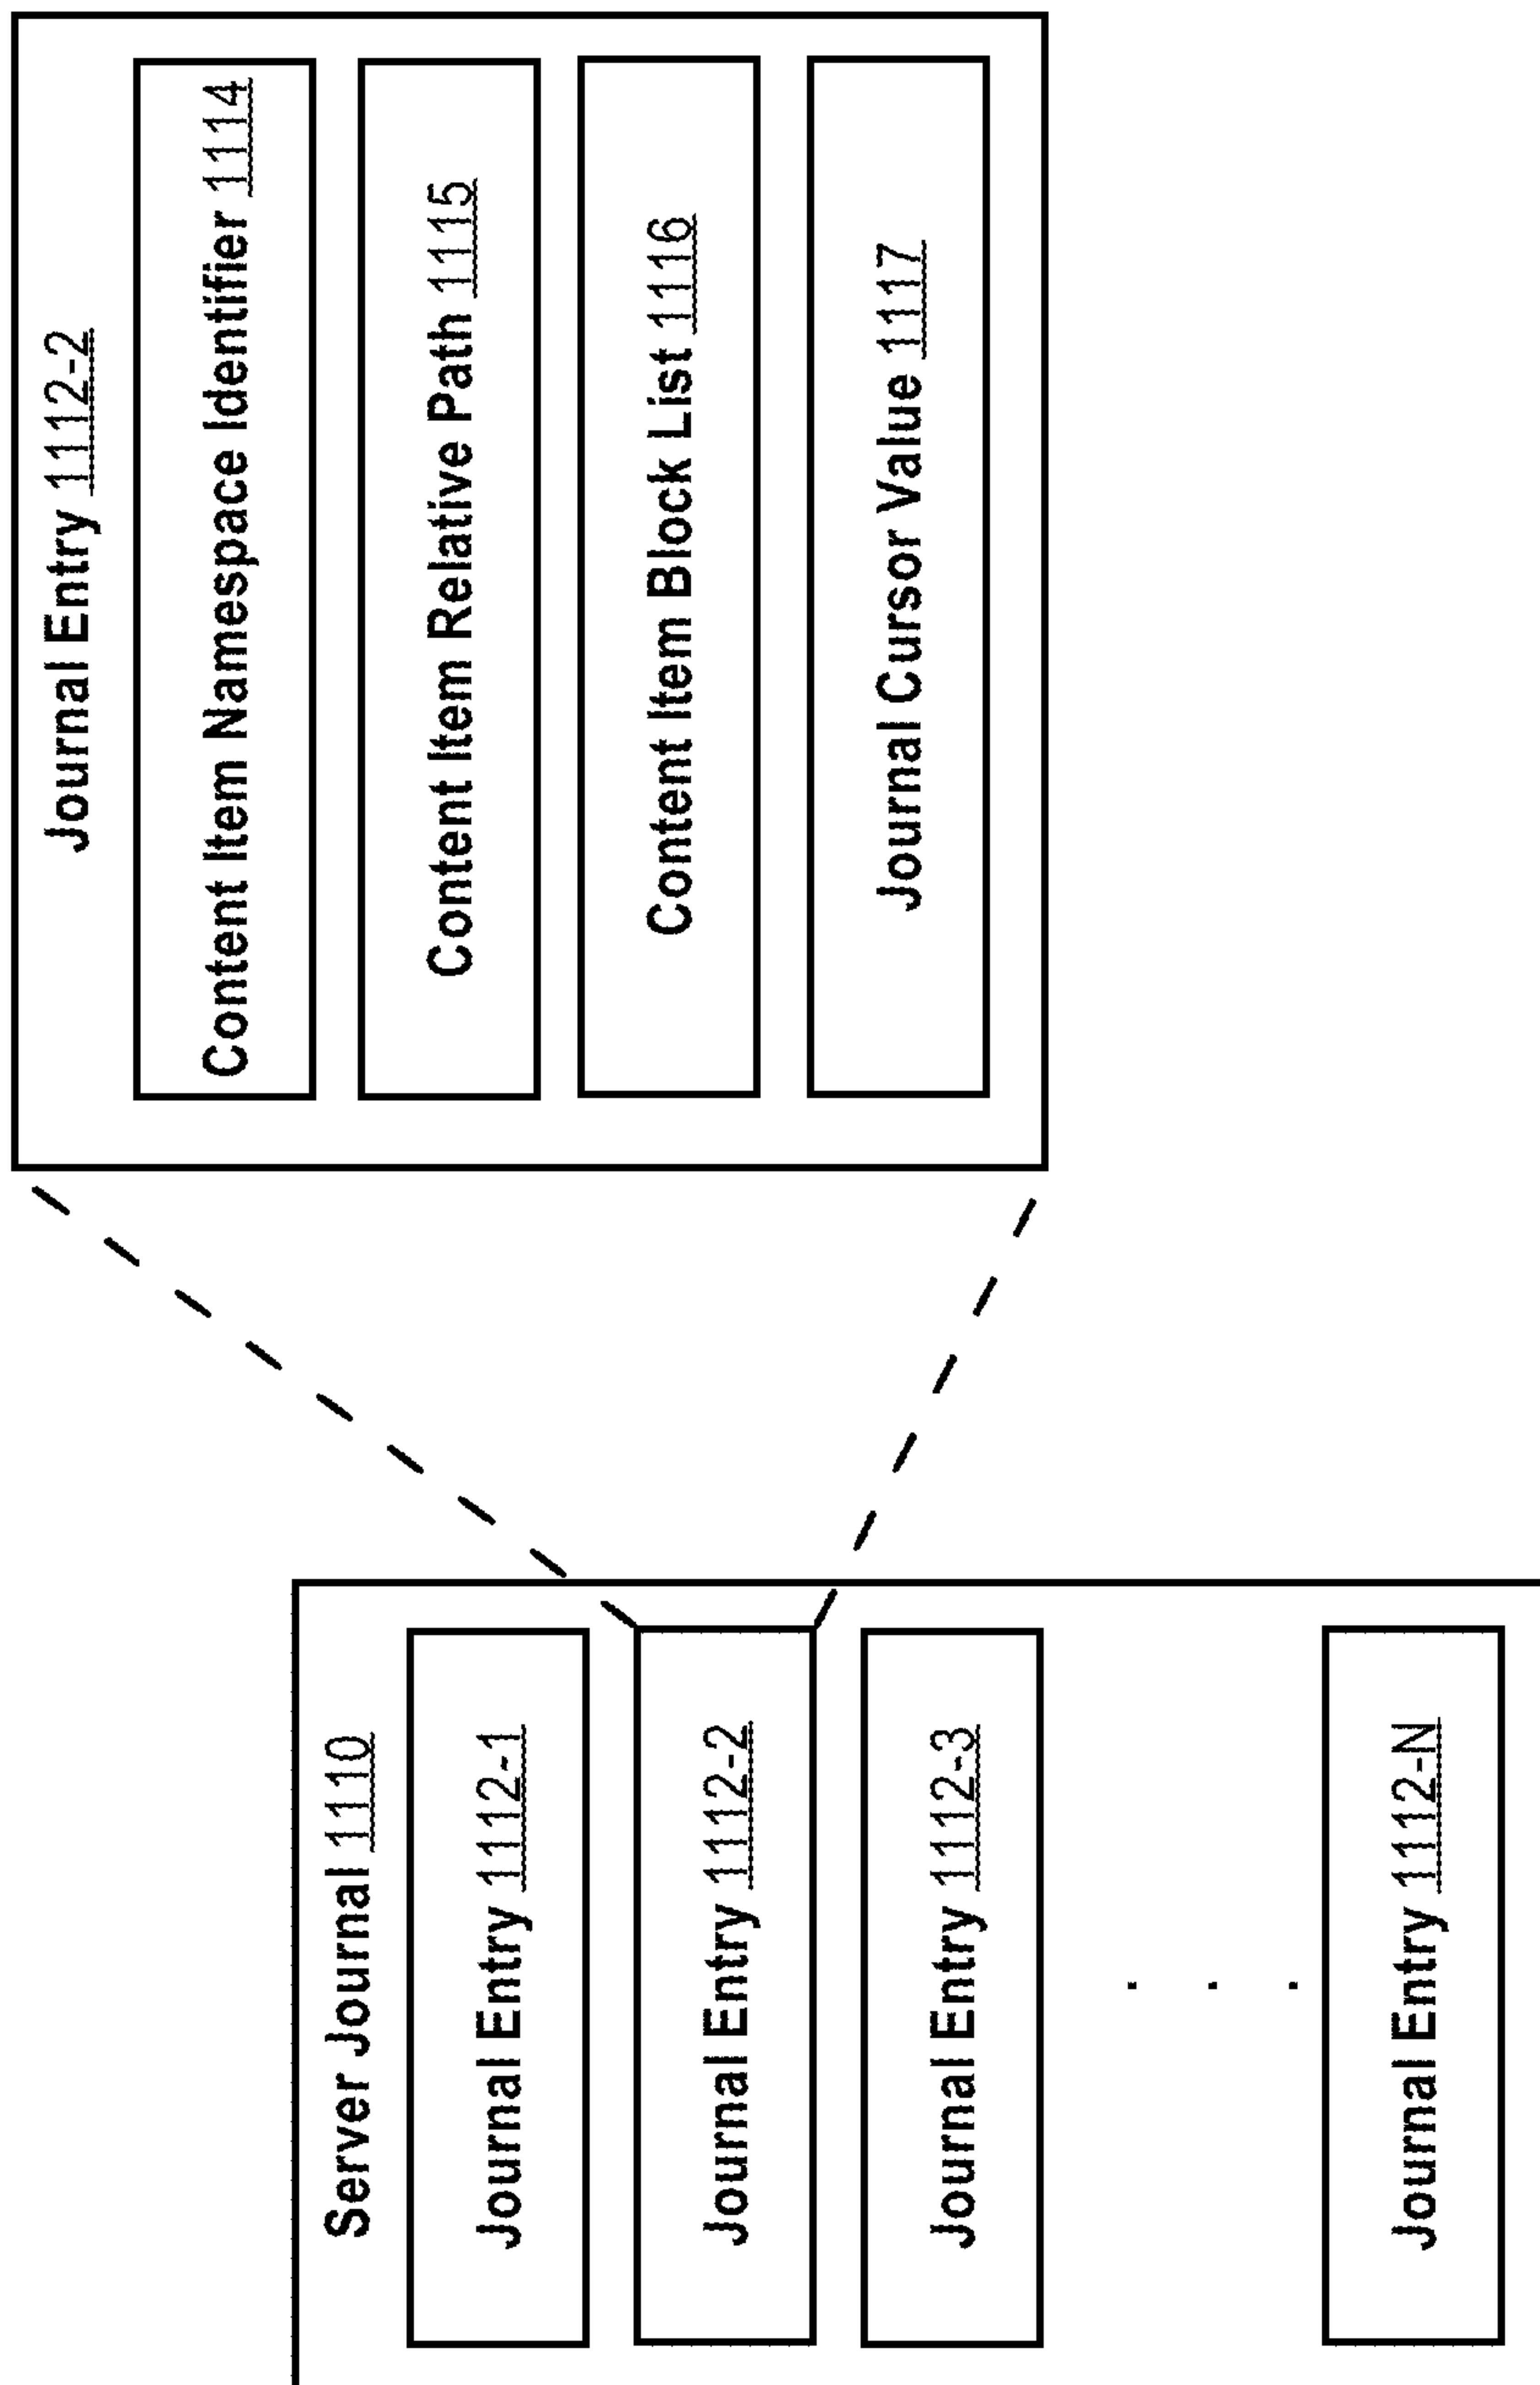 Server Journal 1110
Journal Entry 1112-1
Journal Entry 1112-2
Journal Entry 1112-3
. . .
Journal Entry 1112-N
Journal Entry 1112-2
Content Item Namespace Identifier 1114
Content Item Relative Path 1115
Content Item Block List 1116
Journal Cursor Value 1117